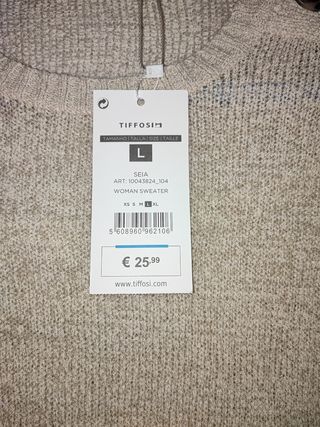 TIFFOSI
TAMANHO | TALLA | SIZE | TAILLE
L
SEIA
ART: 10043824_104
WOMAN SWEATER
XS S M L XL
5 608960 962106
€ 25,99
www.tiffosi.com